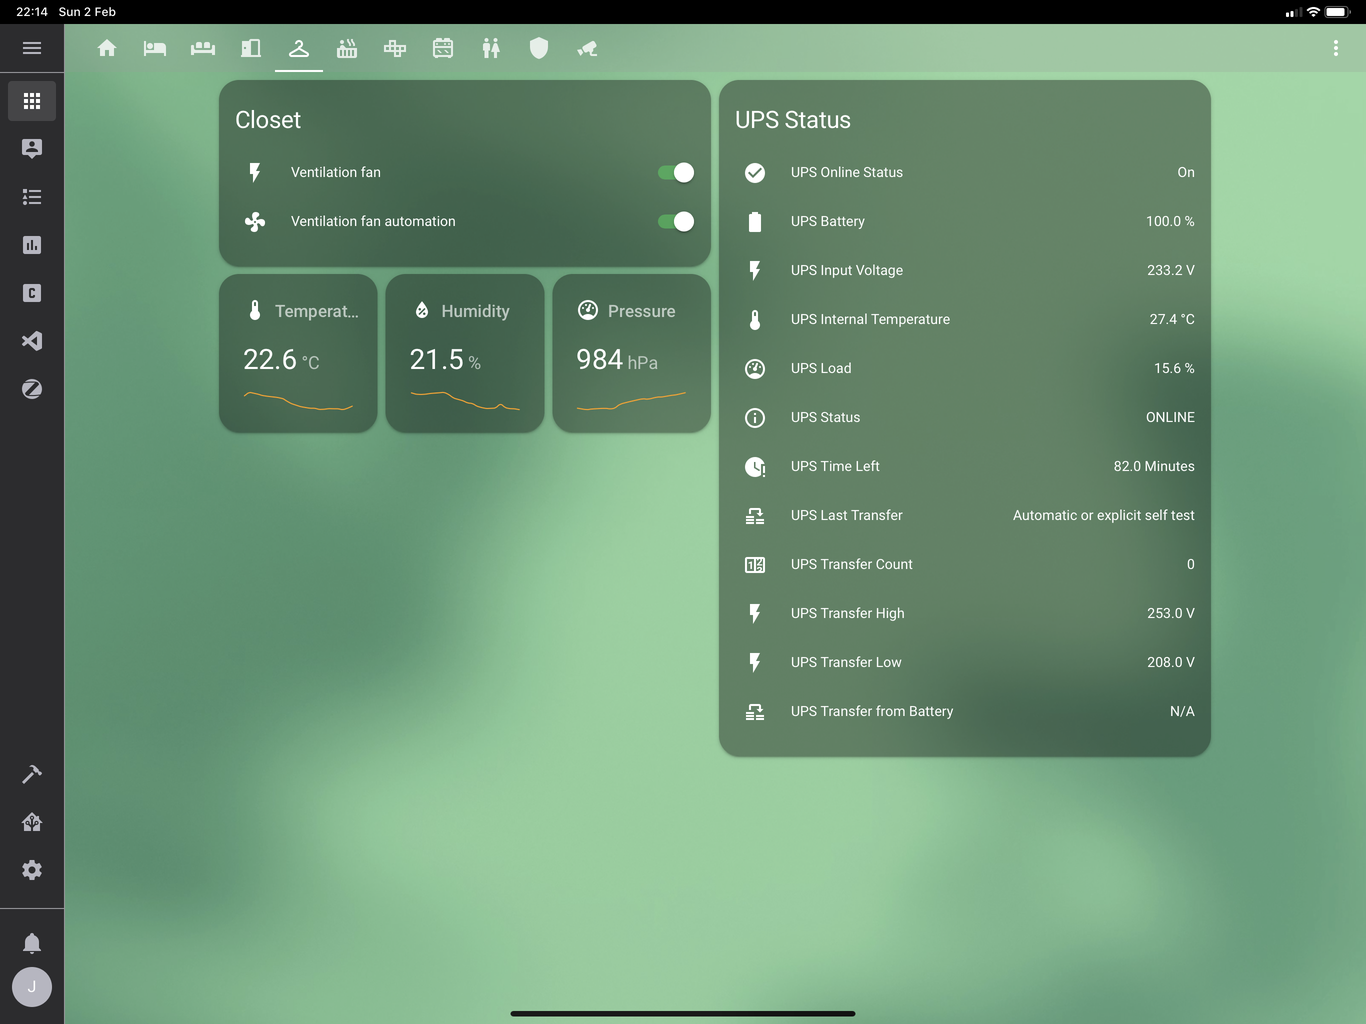 22:14 Sun 2 Feb
Closet
Ventilation fan
Ventilation fan automation
Temperat...
22.6 °C
Humidity
21.5 %
Pressure
984 hPa
UPS Status
UPS Online Status On
UPS Battery 100.0 %
UPS Input Voltage 233.2 V
UPS Internal Temperature 27.4 °C
UPS Load 15.6 %
UPS Status ONLINE
UPS Time Left 82.0 Minutes
UPS Last Transfer Automatic or explicit self test
UPS Transfer Count 0
UPS Transfer High 253.0 V
UPS Transfer Low 208.0 V
UPS Transfer from Battery N/A
C
J